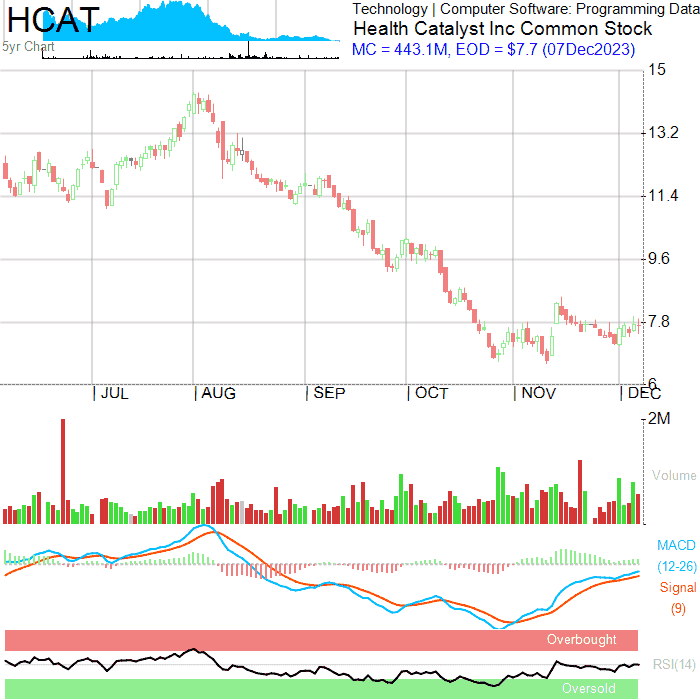 HCAT
5yr Chart
Technology | Computer Software: Programming Data
Health Catalyst Inc Common Stock
MC = 443.1M, EOD = $7.7 (07Dec2023)
15
13.2
11.4
9.6
7.8
6
JUL AUG SEP OCT NOV DEC
2M
Volume
MACD
(12-26)
Signal
(9)
Overbought
RSI(14)
Oversold